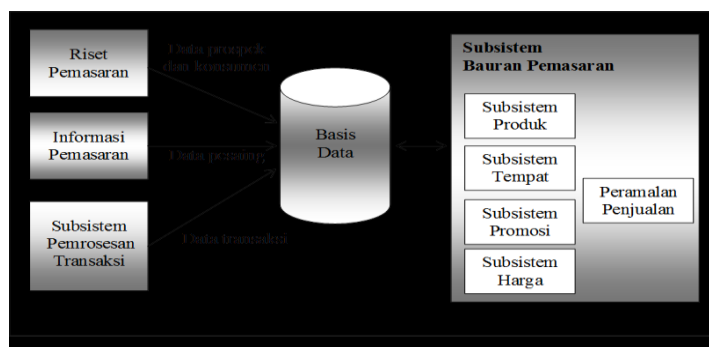 Riset
Pemasaran
Data prospek
dan konsumen
Informasi
Pemasaran
Data pesaing
Subsistem
Pemrosesan
Transaksi
Data transaksi
Basis
Data
Subsistem
Bauran Pemasaran
Subsistem
Produk
Subsistem
Tempat
Subsistem
Promosi
Subsistem
Harga
Peramalan
Penjualan